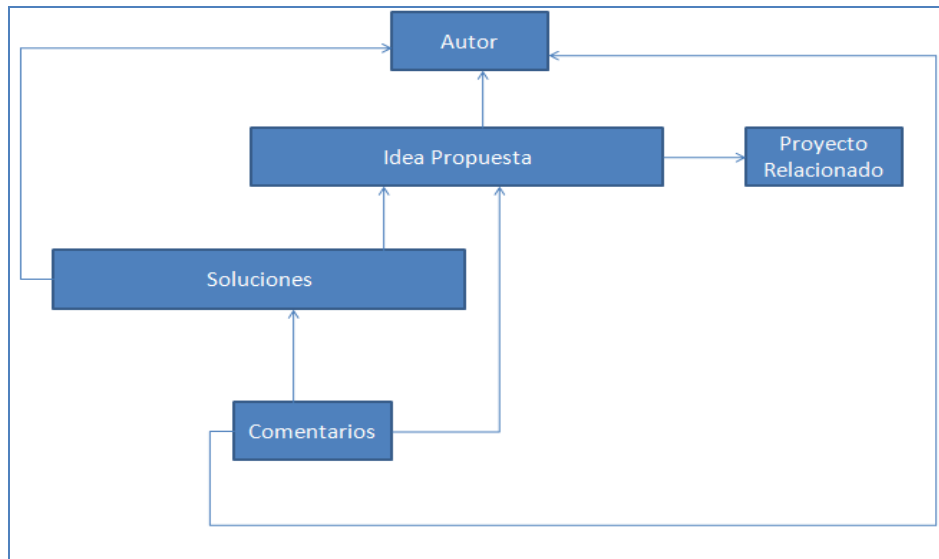 Autor
Idea Propuesta
Proyecto
Relacionado
Soluciones
Comentarios